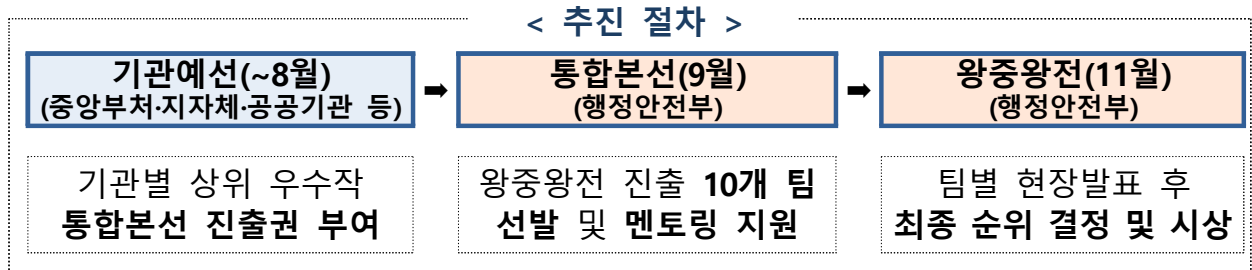 < 추진 절차 >
기관예선(~8월)
(중앙부처·지자체·공공기관 등)
➡
통합본선(9월)
(행정안전부)
➡
왕중왕전(11월)
(행정안전부)
기관별 상위 우수작
통합본선 진출권 부여
왕중왕전 진출 10개 팀
선발 및 멘토링 지원
팀별 현장발표 후
최종 순위 결정 및 시상